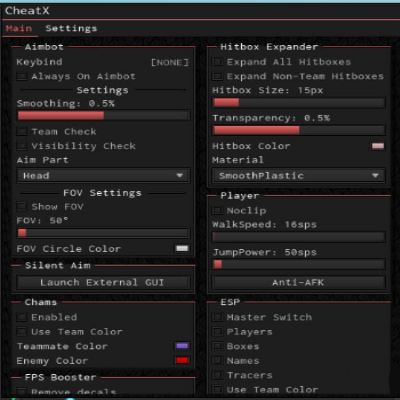 CheatX
Main Settings
Aimbot
Keybind [NONE]
Always On Aimbot
Settings
Smoothing: 0.5%
Team Check
Visibility Check
Aim Part
Head
FOV Settings
Show FOV
FOV: 50°
FOV Circle Color
Silent Aim
Launch External GUI
Chams
Enabled
Use Team Color
Teammate Color
Enemy Color
FPS Booster
Remove decals
Hitbox Expander
Expand All Hitboxes
Expand Non-Team Hitboxes
Hitbox Size: 15px
Transparency: 0.5%
Hitbox Color
Material
SmoothPlastic
Player
Noclip
WalkSpeed: 16sps
JumpPower: 50sps
Anti-AFK
ESP
Master Switch
Players
Boxes
Names
Tracers
Use Team Color